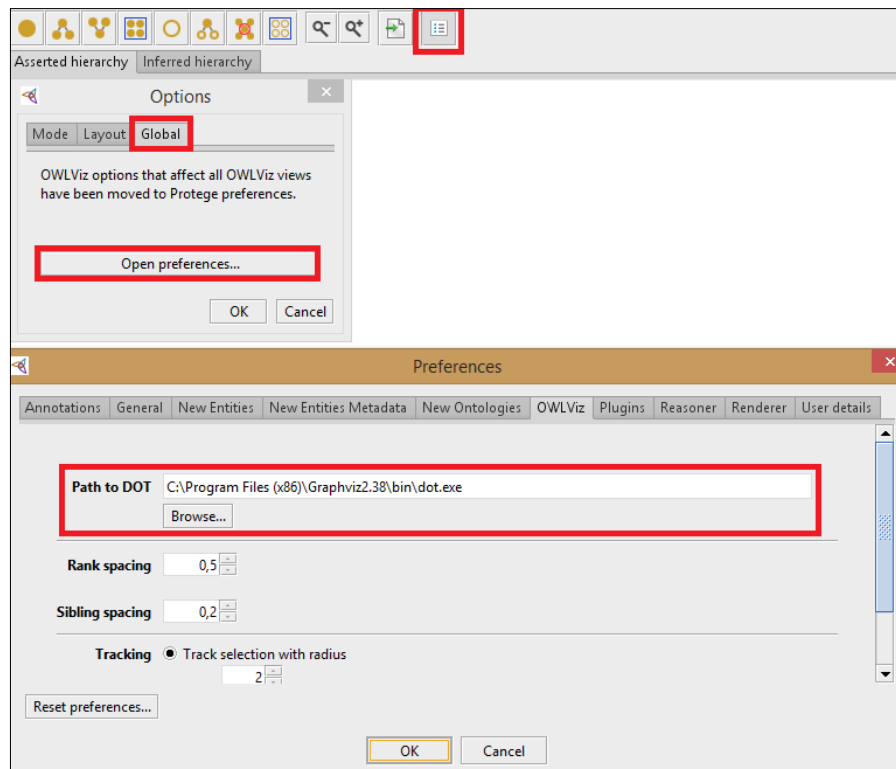 Asserted hierarchy Inferred hierarchy
Options
Mode Layout Global
OWLViz options that affect all OWLViz views
have been moved to Protege preferences.
Open preferences...
OK Cancel
Preferences
Annotations General New Entities New Entities Metadata New Ontologies OWLViz Plugins Reasoner Renderer User details
Path to DOT C:\Program Files (x86)\Graphviz2.38\bin\dot.exe
Browse...
Rank spacing 0,5
Sibling spacing 0,2
Tracking Track selection with radius
2
Reset preferences...
OK Cancel